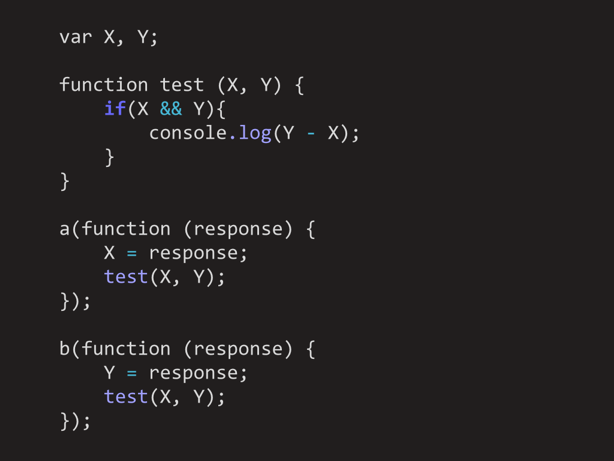 var X, Y;

function test (X, Y) {
    if(X && Y){
        console.log(Y - X);
    }
}

a(function (response) {
    X = response;
    test(X, Y);
});

b(function (response) {
    Y = response;
    test(X, Y);
});